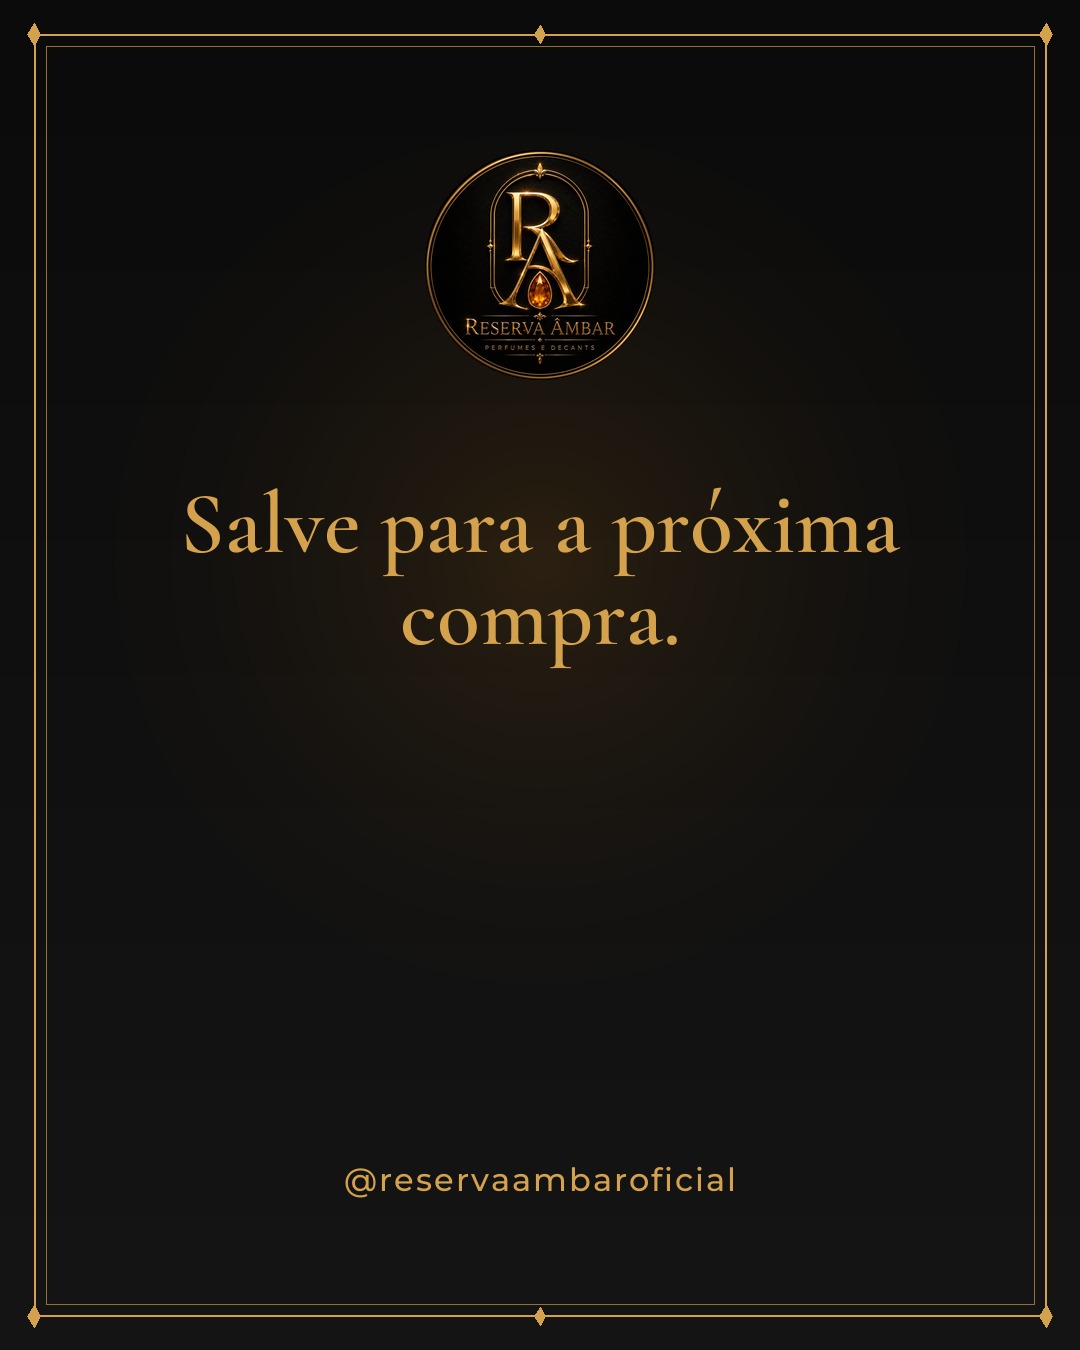 RA
RESERVA ÂMBAR
PERFUMES E DECANTS
Salve para a próxima
compra.
@reservaambaroficial